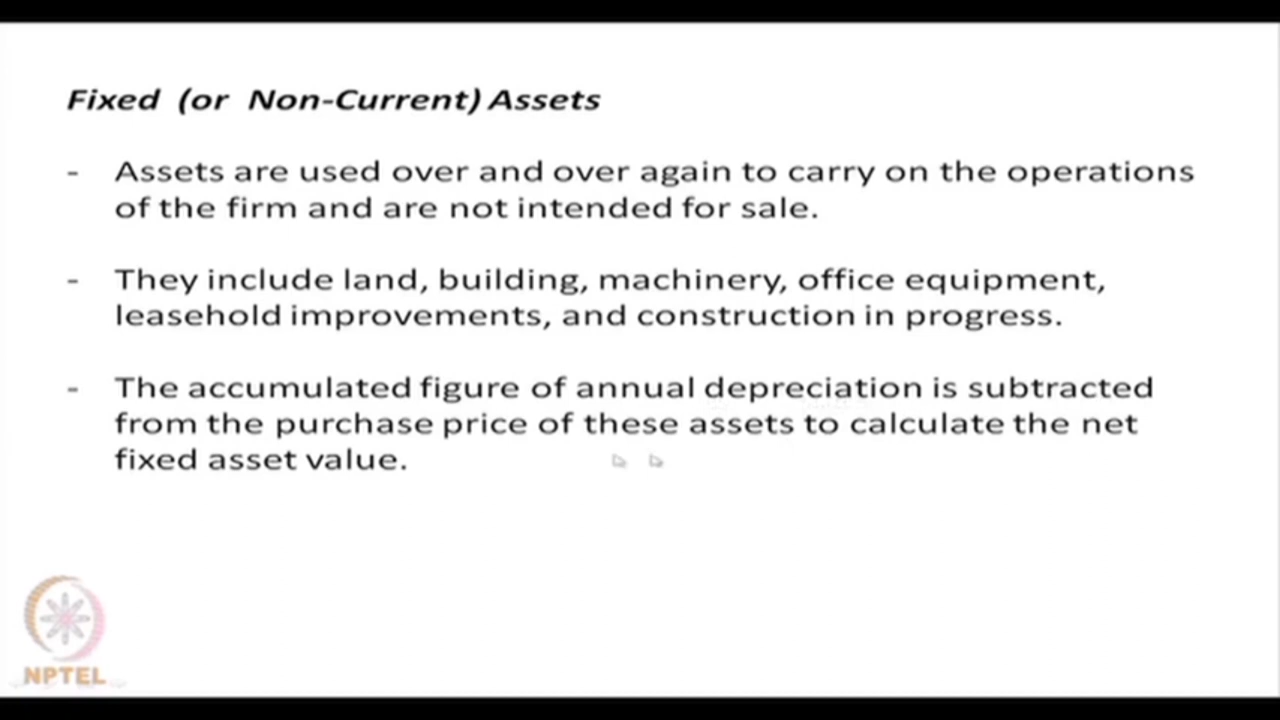 Fixed (or Non-Current) Assets
- Assets are used over and over again to carry on the operations
of the firm and are not intended for sale.
- They include land, building, machinery, office equipment,
leasehold improvements, and construction in progress.
- The accumulated figure of annual depreciation is subtracted
from the purchase price of these assets to calculate the net
fixed asset value.
NPTEL